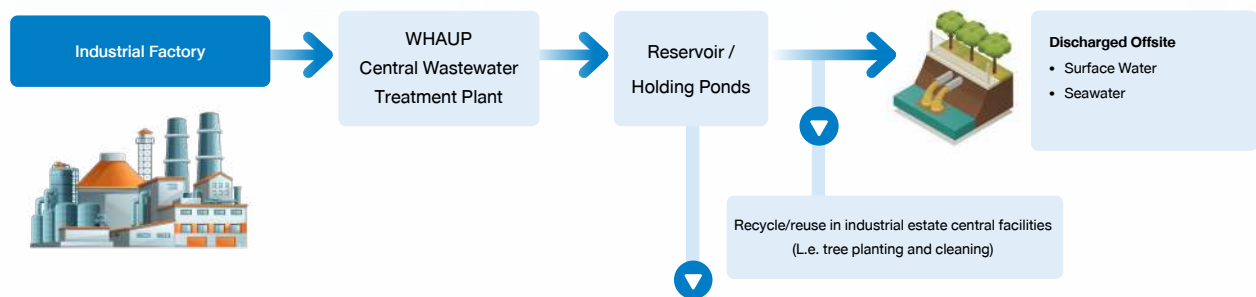 Industrial Factory
WHAUP
Central Wastewater
Treatment Plant
Reservoir /
Holding Ponds
Discharged Offsite
• Surface Water
• Seawater
Recycle/reuse in industrial estate central facilities
(L.e. tree planting and cleaning)